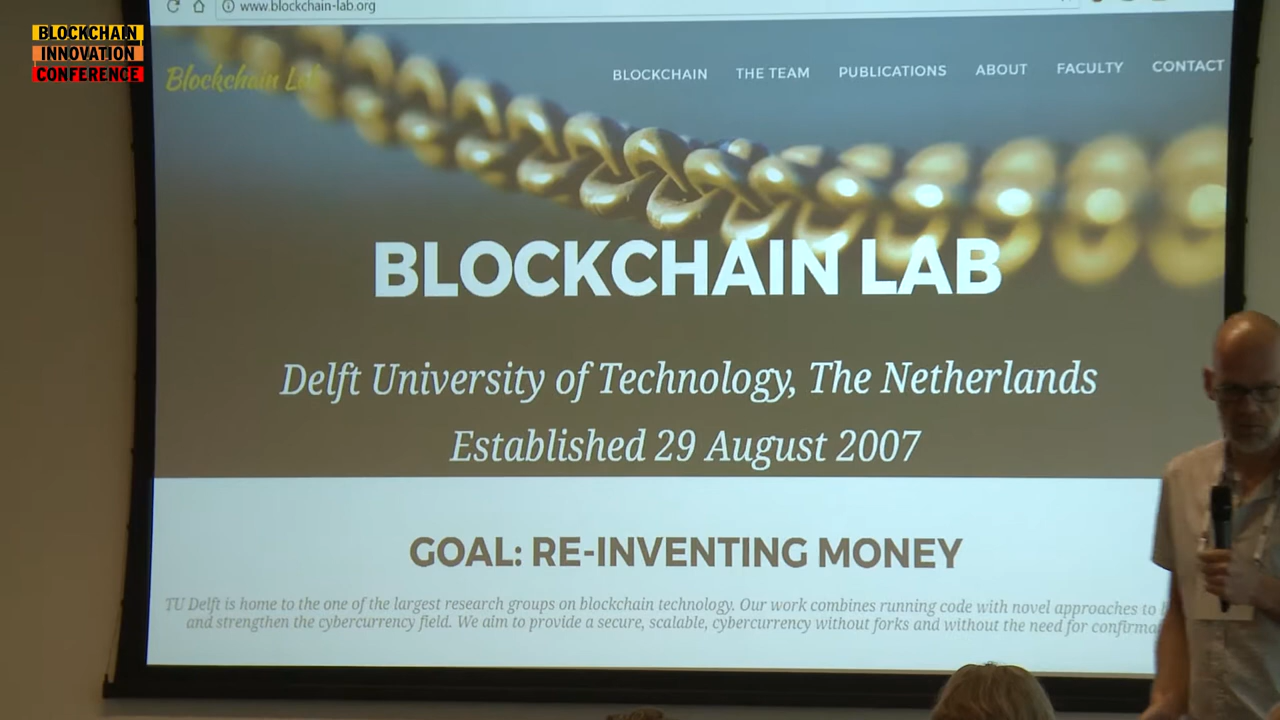 www.blockchain-lab.org
BLOCKCHAIN
INNOVATION
CONFERENCE
Blockchain Lab
BLOCKCHAIN THE TEAM PUBLICATIONS ABOUT FACULTY CONTACT
BLOCKCHAIN LAB
Delft University of Technology, The Netherlands
Established 29 August 2007
GOAL: RE-INVENTING MONEY
TU Delft is home to the one of the largest research groups on blockchain technology. Our work combines running code with novel approaches to
and strengthen the cybercurrency field. We aim to provide a secure, scalable, cybercurrency without forks and without the need for